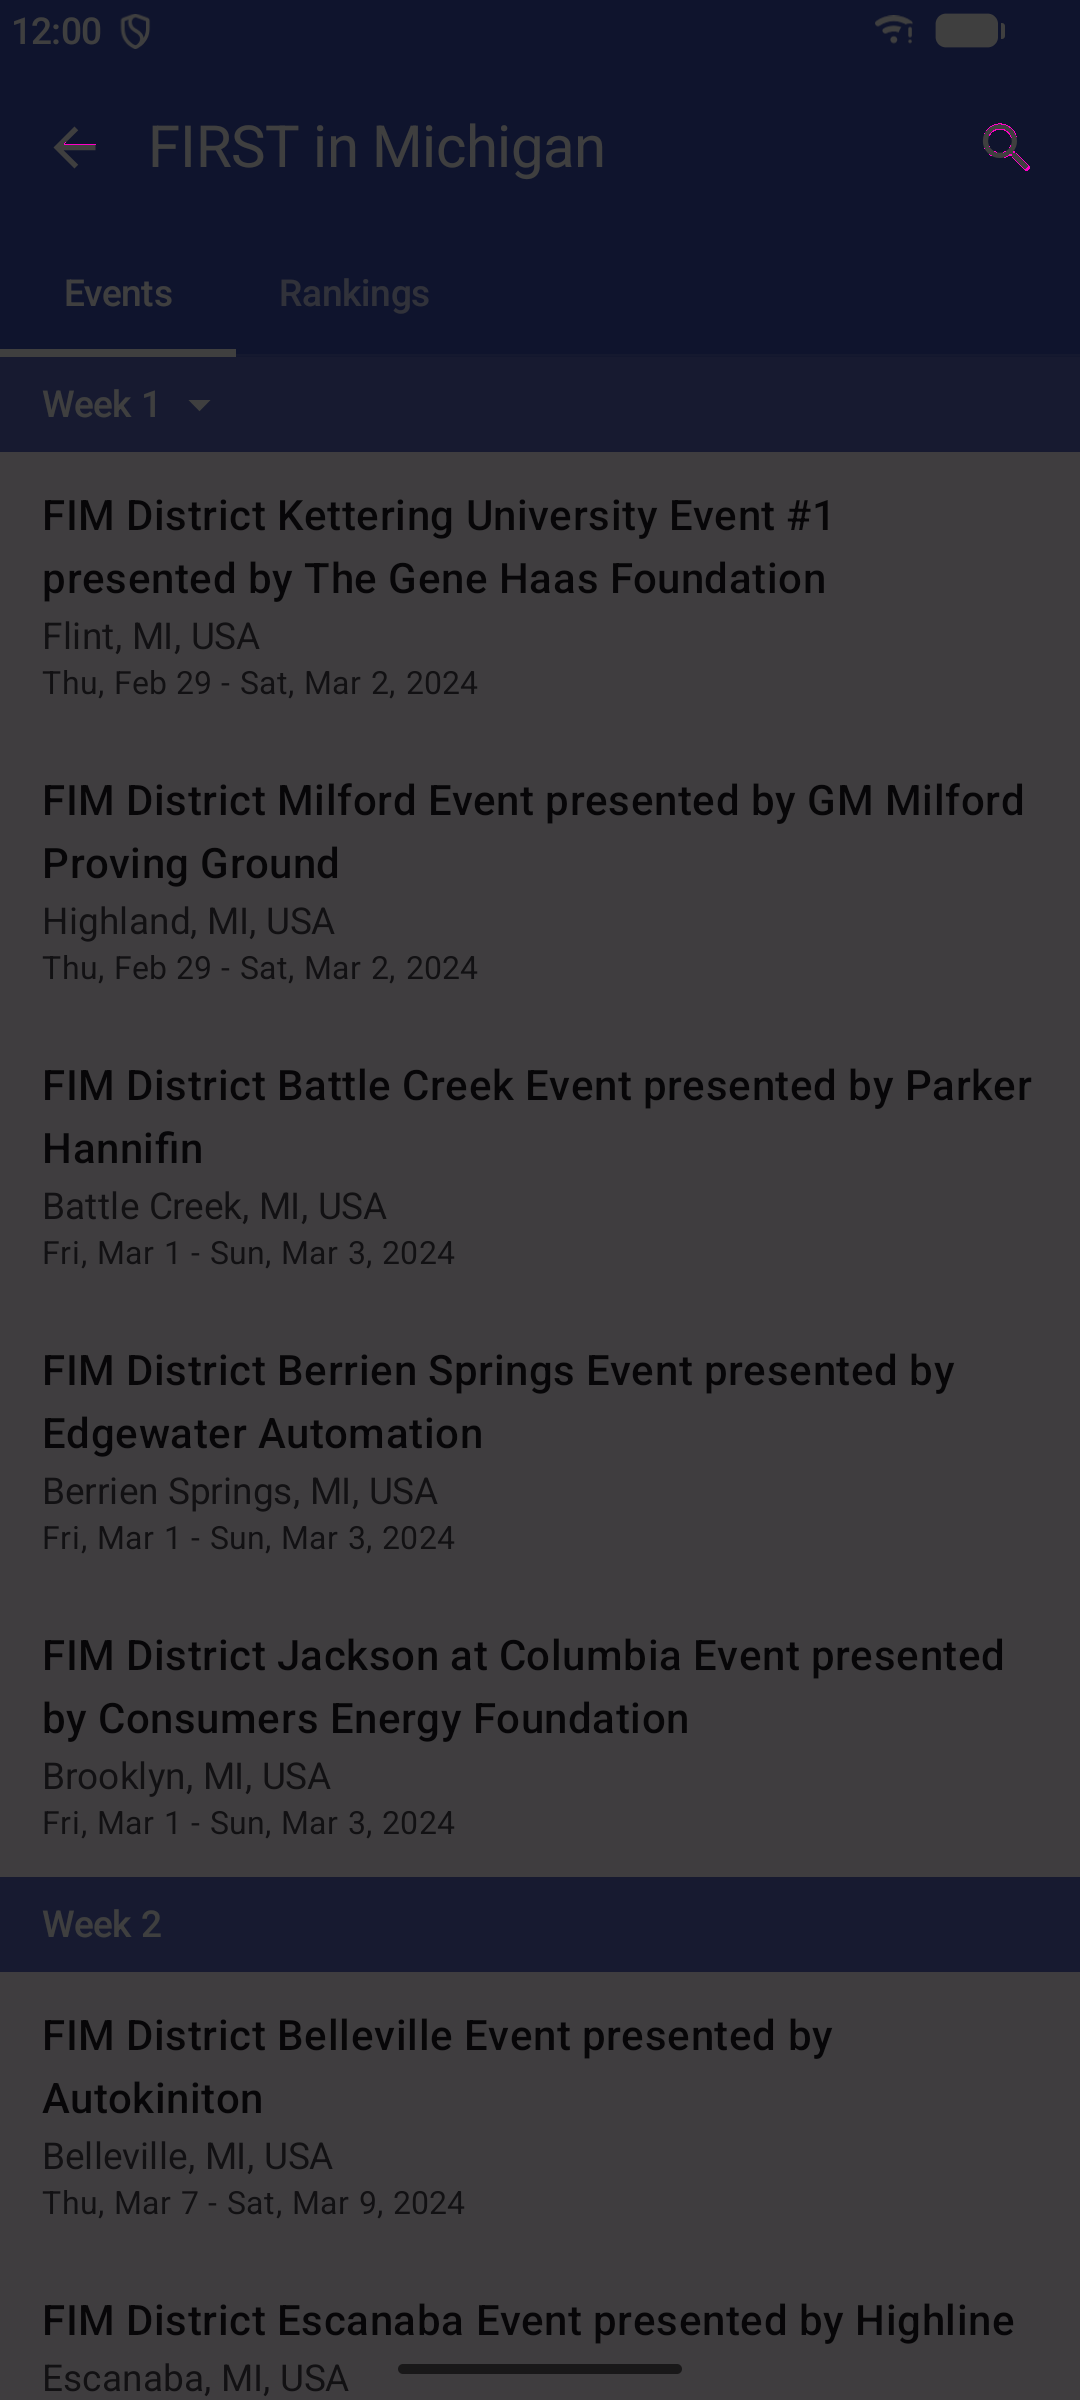 12:00
FIRST in Michigan
Events
Rankings
Week 1
FIM District Kettering University Event #1
presented by The Gene Haas Foundation
Flint, MI, USA
Thu, Feb 29 - Sat, Mar 2, 2024
FIM District Milford Event presented by GM Milford
Proving Ground
Highland, MI, USA
Thu, Feb 29 - Sat, Mar 2, 2024
FIM District Battle Creek Event presented by Parker
Hannifin
Battle Creek, MI, USA
Fri, Mar 1 - Sun, Mar 3, 2024
FIM District Berrien Springs Event presented by
Edgewater Automation
Berrien Springs, MI, USA
Fri, Mar 1 - Sun, Mar 3, 2024
FIM District Jackson at Columbia Event presented
by Consumers Energy Foundation
Brooklyn, MI, USA
Fri, Mar 1 - Sun, Mar 3, 2024
Week 2
FIM District Belleville Event presented by
Autokiniton
Belleville, MI, USA
Thu, Mar 7 - Sat, Mar 9, 2024
FIM District Escanaba Event presented by Highline
Escanaba, MI, USA